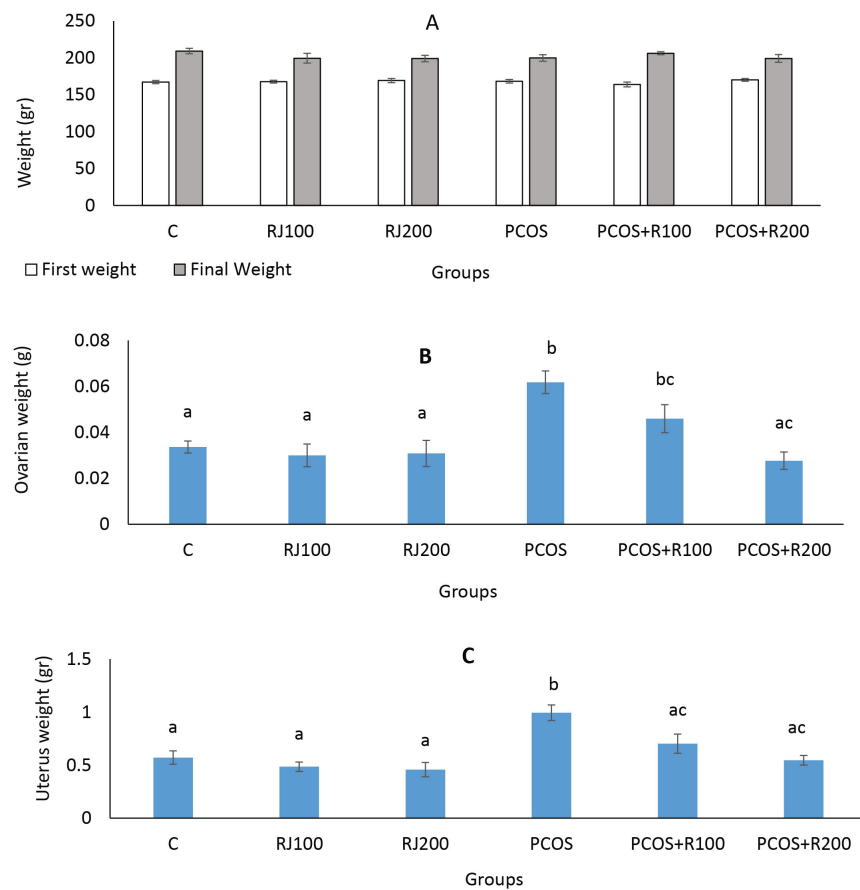 A
Weight (gr)
250
200
150
100
50
0
C RJ100 RJ200 PCOS PCOS+R100 PCOS+R200
First weight Final Weight
Groups
B
Ovarian weight (g)
0.08
0.06
0.04
0.02
0
a a a b bc ac
C RJ100 RJ200 PCOS PCOS+R100 PCOS+R200
Groups
C
Uterus weight (gr)
1.5
1
0.5
0
a a a b ac ac
C RJ100 RJ200 PCOS PCOS+R100 PCOS+R200
Groups